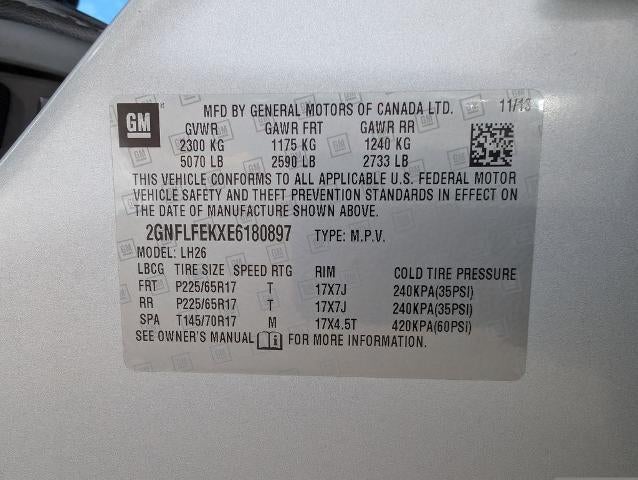 GM
MFD BY GENERAL MOTORS OF CANADA LTD. 11/13
GVWR GAWR FRT GAWR RR
2300 KG 1175 KG 1240 KG
5070 LB 2590 LB 2733 LB
THIS VEHICLE CONFORMS TO ALL APPLICABLE U.S. FEDERAL MOTOR
VEHICLE SAFETY AND THEFT PREVENTION STANDARDS IN EFFECT ON
THE DATE OF MANUFACTURE SHOWN ABOVE.
2GNFLFEKXE6180897 TYPE: M.P.V.
MODEL: LH26
LBCG TIRE SIZE SPEED RTG RIM COLD TIRE PRESSURE
FRT P225/65R17 T 17X7J 240KPA(35PSI)
RR P225/65R17 T 17X7J 240KPA(35PSI)
SPA T145/70R17 M 17X4.5T 420KPA(60PSI)
SEE OWNER'S MANUAL FOR MORE INFORMATION.